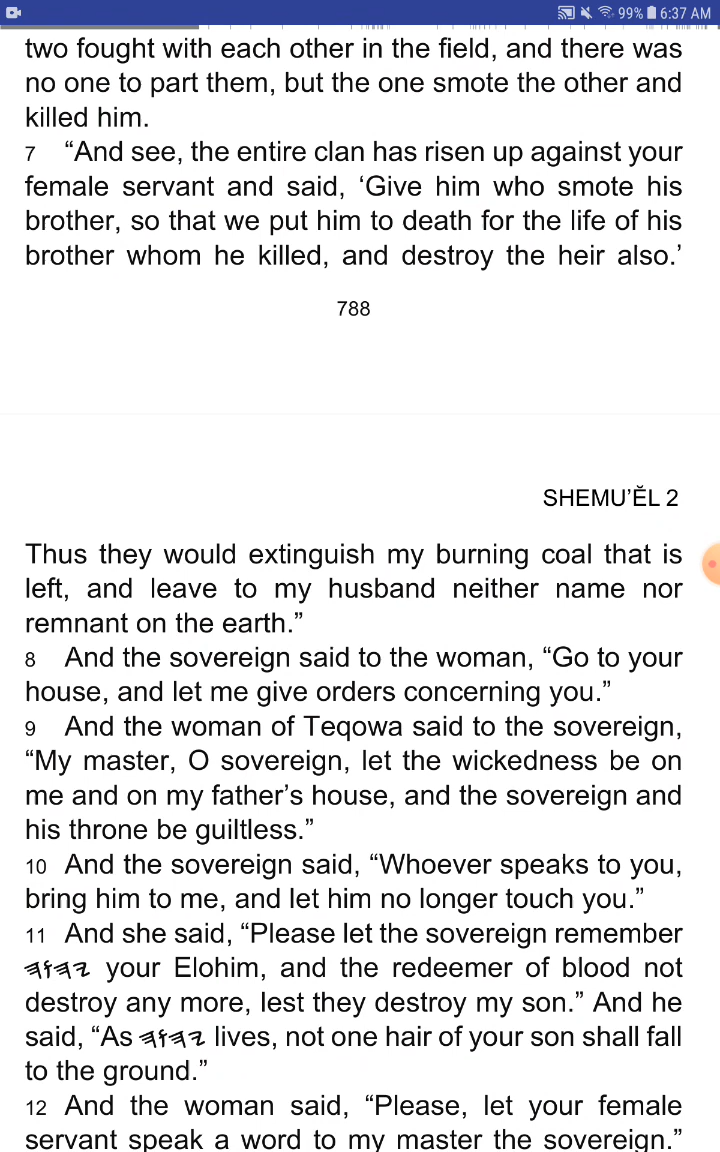 99% 6:37 AM
two fought with each other in the field, and there was
no one to part them, but the one smote the other and
killed him.
7 “And see, the entire clan has risen up against your
female servant and said, ‘Give him who smote his
brother, so that we put him to death for the life of his
brother whom he killed, and destroy the heir also.’
788
SHEMU’ĔL 2
Thus they would extinguish my burning coal that is
left, and leave to my husband neither name nor
remnant on the earth.”
8 And the sovereign said to the woman, “Go to your
house, and let me give orders concerning you.”
9 And the woman of Teqowa said to the sovereign,
“My master, O sovereign, let the wickedness be on
me and on my father’s house, and the sovereign and
his throne be guiltless.”
10 And the sovereign said, “Whoever speaks to you,
bring him to me, and let him no longer touch you.”
11 And she said, “Please let the sovereign remember
𐤉𐤄𐤅𐤄 your Elohim, and the redeemer of blood not
destroy any more, lest they destroy my son.” And he
said, “As 𐤉𐤄𐤅𐤄 lives, not one hair of your son shall fall
to the ground.”
12 And the woman said, “Please, let your female
servant speak a word to my master the sovereign.”